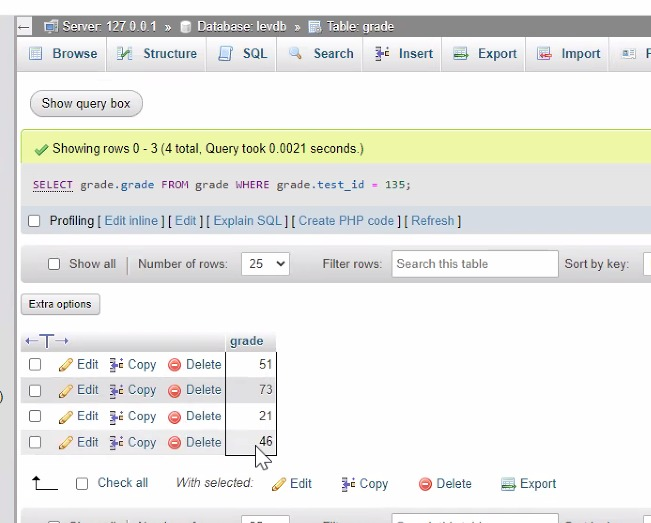 Server: 127.0.0.1 » Database: levdb » Table: grade
Browse Structure SQL Search Insert Export Import
Show query box
Showing rows 0 - 3 (4 total, Query took 0.0021 seconds.)
SELECT grade.grade FROM grade WHERE grade.test_id = 135;
Profiling [ Edit inline ] [ Edit ] [ Explain SQL ] [ Create PHP code ] [ Refresh ]
Show all Number of rows: 25 Filter rows: Search this table Sort by key:
Extra options
←T→ grade
Edit Copy Delete 51
Edit Copy Delete 73
Edit Copy Delete 21
Edit Copy Delete 46
Check all With selected: Edit Copy Delete Export